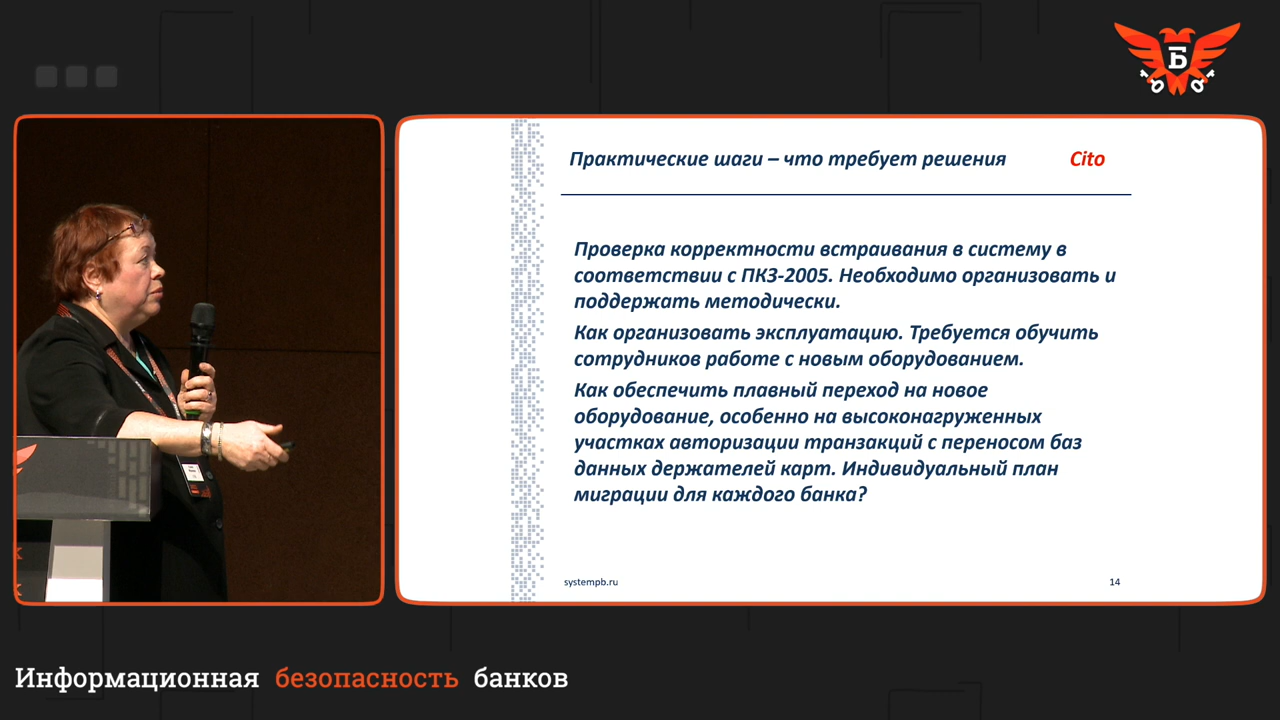 Б
Практические шаги – что требует решения Cito
Проверка корректности встраивания в систему в
соответствии с ПКЗ-2005. Необходимо организовать и
поддержать методически.
Как организовать эксплуатацию. Требуется обучить
сотрудников работе с новым оборудованием.
Как обеспечить плавный переход на новое
оборудование, особенно на высоконагруженных
участках авторизации транзакций с переносом баз
данных держателей карт. Индивидуальный план
миграции для каждого банка?
systempb.ru 14
Информационная безопасность банков